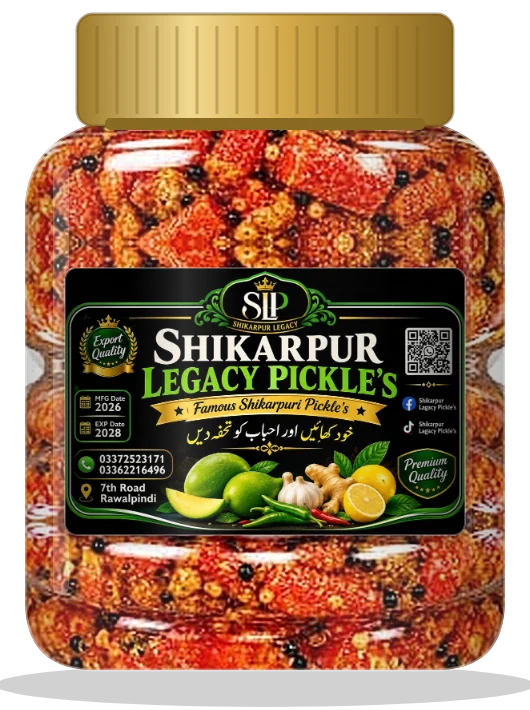 SLP
SHIKARPUR LEGACY
Export
Quality
SHIKARPUR
LEGACY PICKLE'S
Famous Shikarpuri Pickle's
خود کھائیں اور احباب کو تحفہ دیں
MFG Date
2026
EXP Date
2028
03372523171
03362216496
7th Road
Rawalpindi
Shikarpur
Legacy Pickle's
Shikarpur
Legacy Pickle's
Premium
Quality